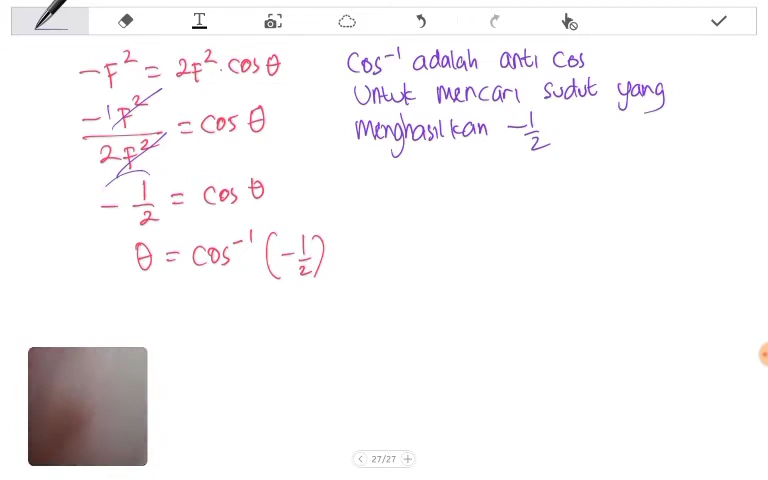 -F² = 2F² . cos θ
-1F² / 2F² = cos θ
- 1/2 = cos θ
θ = cos⁻¹ (-1/2)
Cos⁻¹ adalah anti Cos
Untuk mencari sudut yang
menghasilkan -1/2
27/27